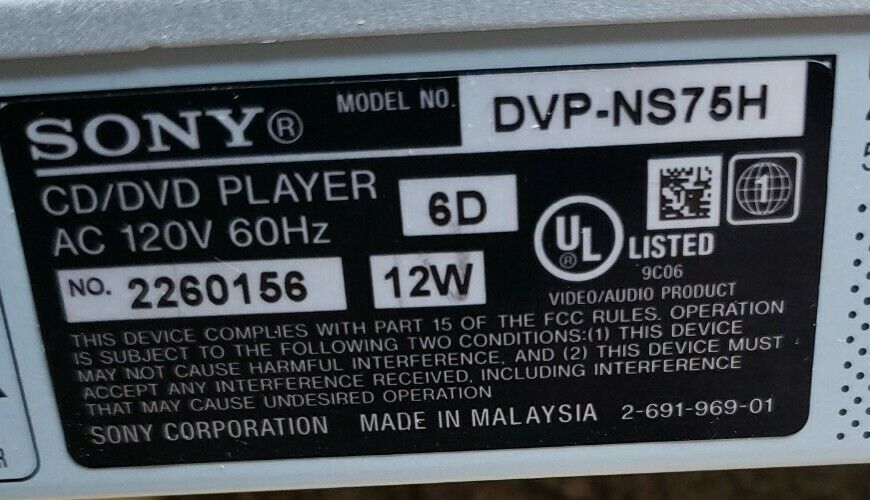 SONY® MODEL NO. DVP-NS75H
CD/DVD PLAYER 6D
AC 120V 60Hz
NO. 2260156 12W
UL® LISTED
9C06
VIDEO/AUDIO PRODUCT
1
THIS DEVICE COMPLIES WITH PART 15 OF THE FCC RULES. OPERATION
IS SUBJECT TO THE FOLLOWING TWO CONDITIONS:(1) THIS DEVICE
MAY NOT CAUSE HARMFUL INTERFERENCE, AND (2) THIS DEVICE MUST
ACCEPT ANY INTERFERENCE RECEIVED, INCLUDING INTERFERENCE
THAT MAY CAUSE UNDESIRED OPERATION
SONY CORPORATION MADE IN MALAYSIA 2-691-969-01